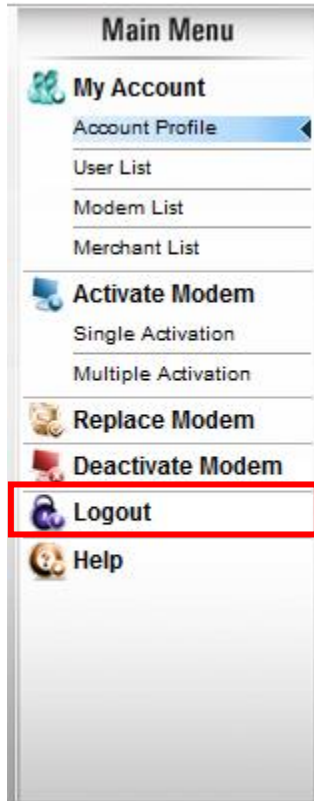 Main Menu
My Account
Account Profile
User List
Modem List
Merchant List
Activate Modem
Single Activation
Multiple Activation
Replace Modem
Deactivate Modem
Logout
Help